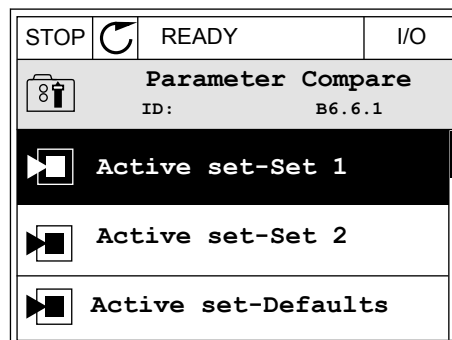 STOP READY I/O
Parameter Compare
ID: B6.6.1
Active set-Set 1
Active set-Set 2
Active set-Defaults